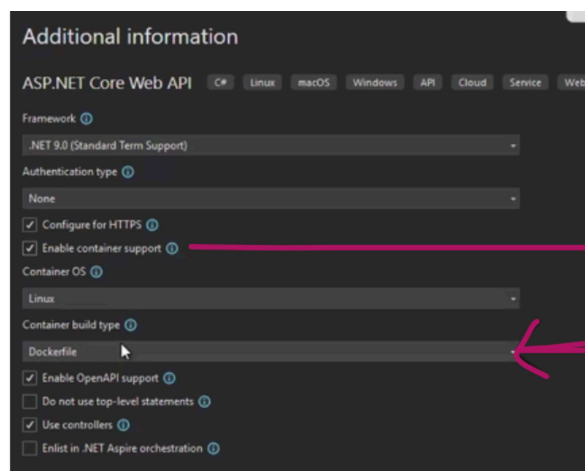 Additional information
ASP.NET Core Web API C# Linux macOS Windows API Cloud Service Web
Framework
.NET 9.0 (Standard Term Support)
Authentication type
None
Configure for HTTPS
Enable container support
Container OS
Linux
Container build type
Dockerfile
Enable OpenAPI support
Do not use top-level statements
Use controllers
Enlist in .NET Aspire orchestration